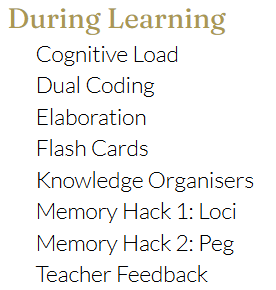 During Learning
Cognitive Load
Dual Coding
Elaboration
Flash Cards
Knowledge Organisers
Memory Hack 1: Loci
Memory Hack 2: Peg
Teacher Feedback